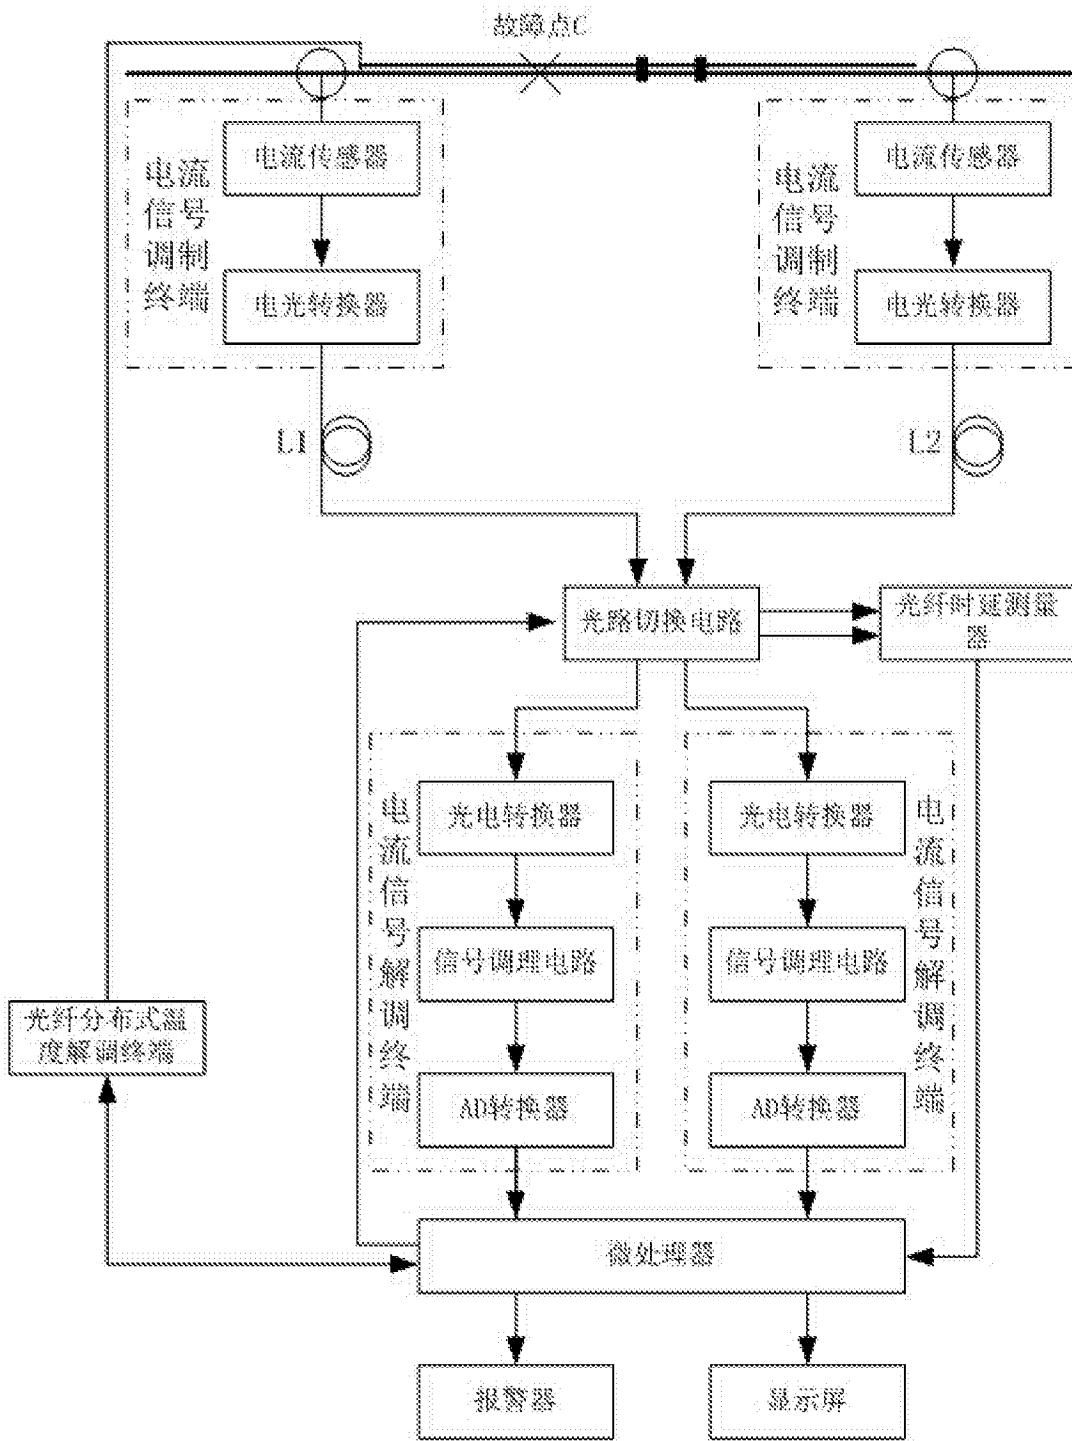 故障点C
电流传感器
电流传感器
电流
信号
调制
终端
电流
信号
调制
终端
电光转换器
电光转换器
L1
L2
光路切换电路
光纤时延测量
器
电流信号解调终端
光电转换器
光电转换器
电流信号解调终端
信号调理电路
信号调理电路
光纤分布式温
度解调终端
AD转换器
AD转换器
微处理器
报警器
显示屏